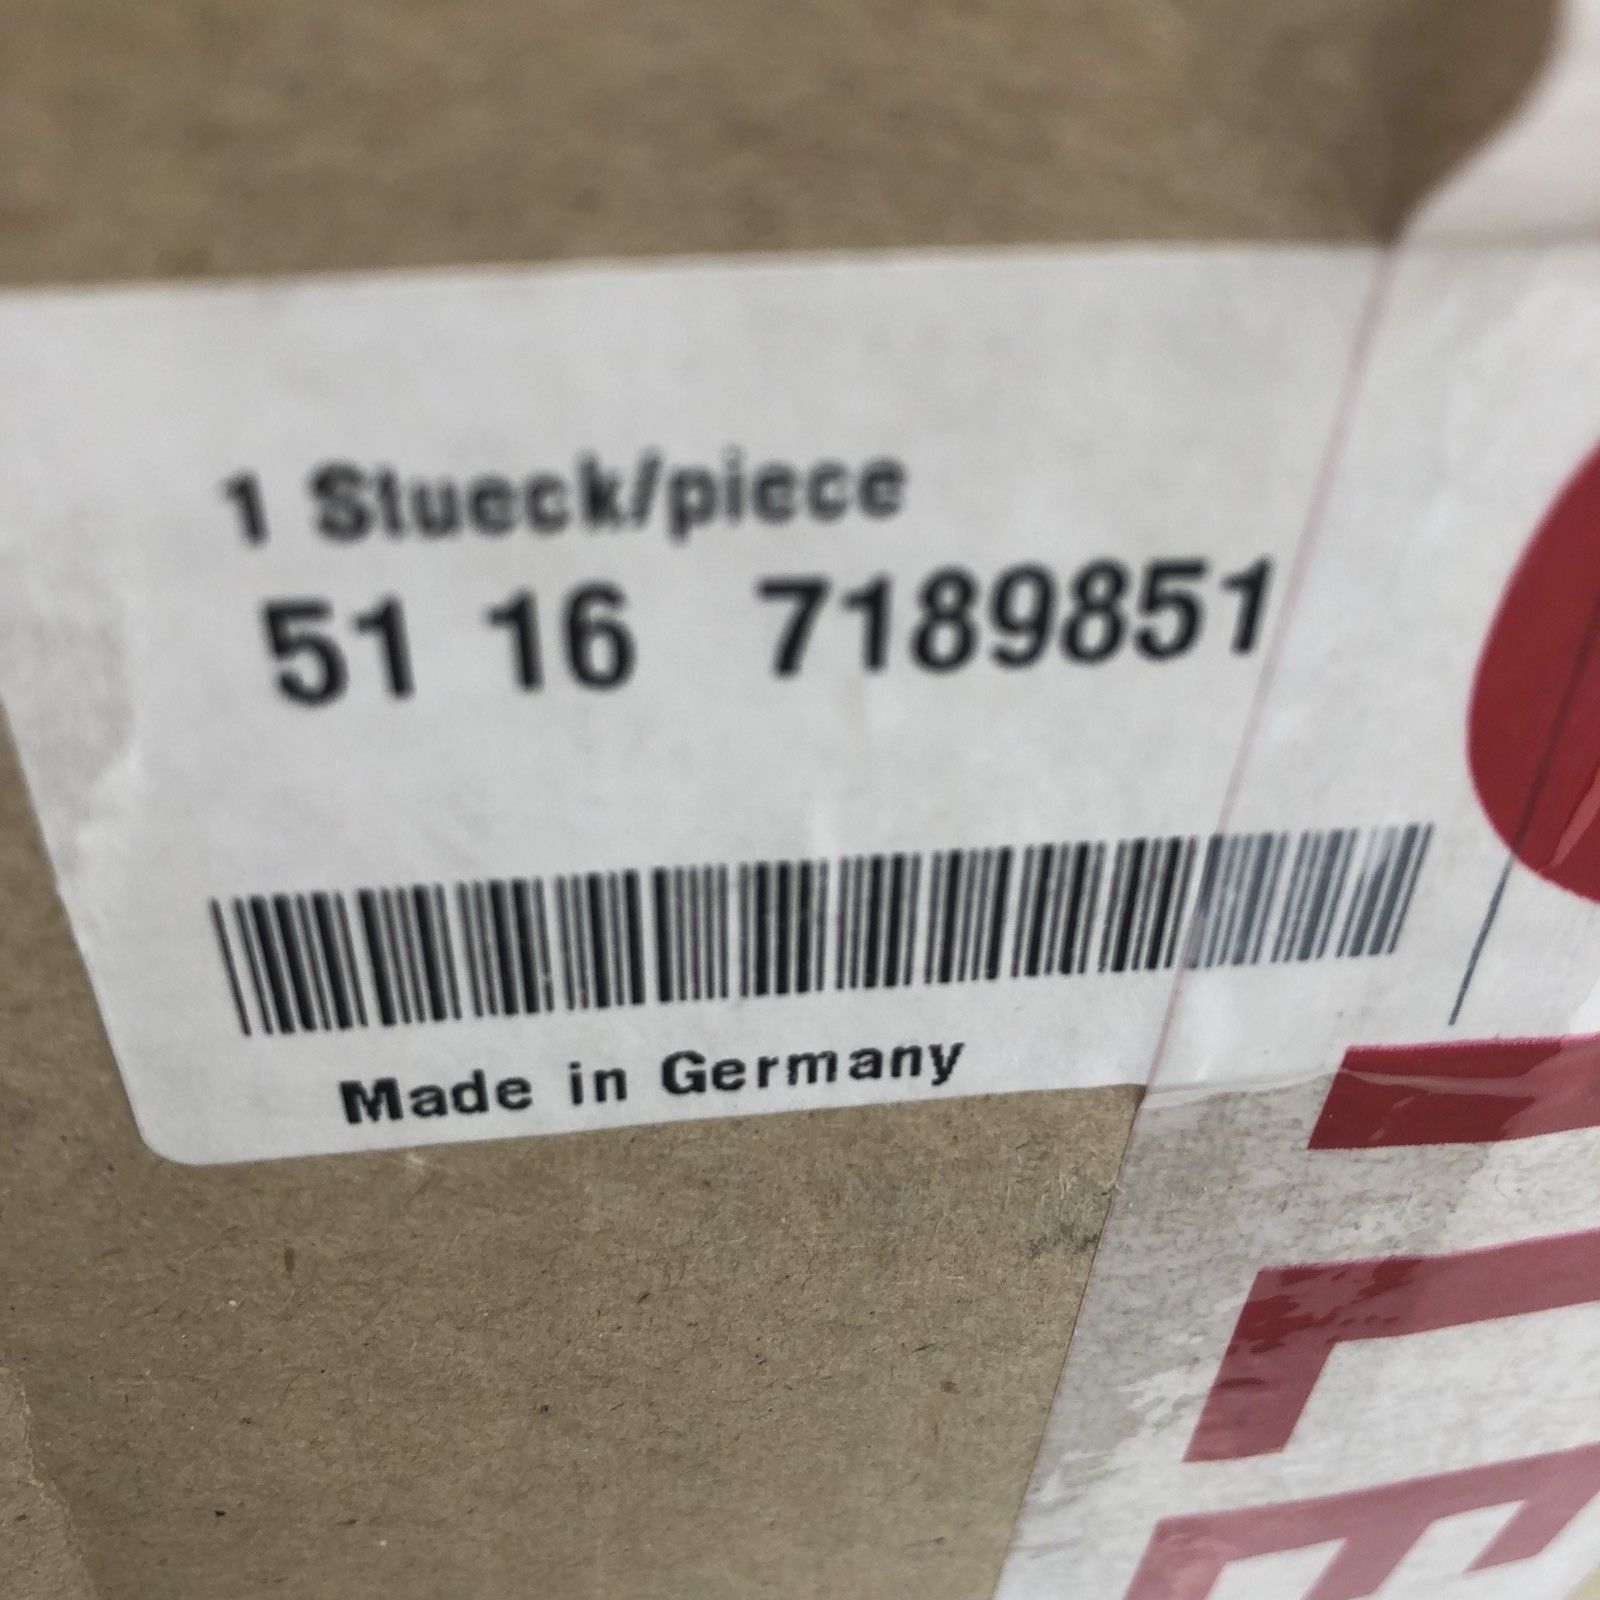 1 Stueck/piece
51 16 7189851
Made in Germany